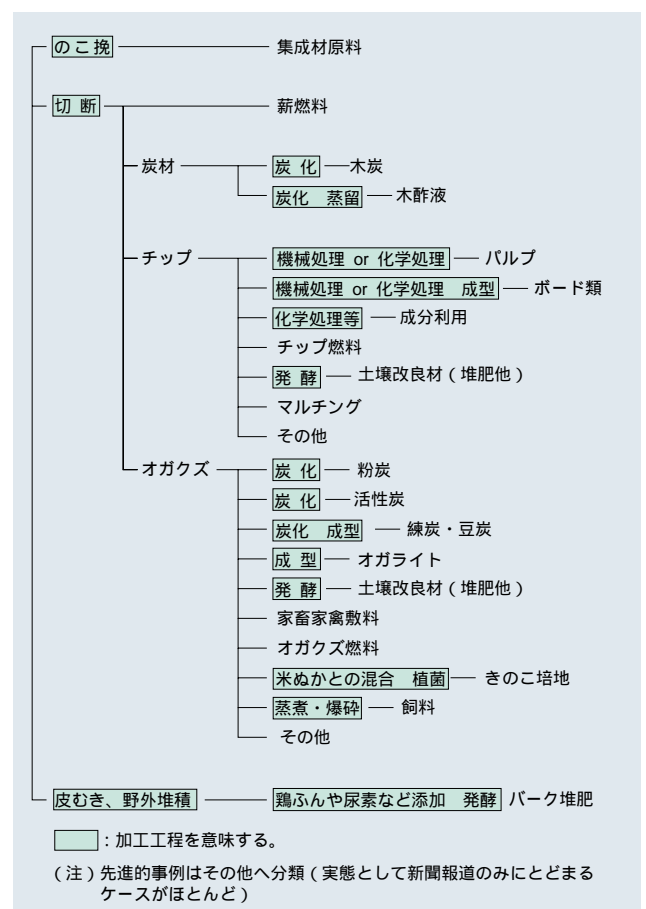 のこ挽 集成材原料
切 断 薪燃料
炭材 炭 化 木炭
炭化 蒸留 木酢液
チップ 機械処理 or 化学処理 パルプ
機械処理 or 化学処理 成型 ボード類
化学処理等 成分利用
チップ燃料
発 酵 土壌改良材（堆肥他）
マルチング
その他
オガクズ 炭 化 粉炭
炭 化 活性炭
炭化 成型 練炭・豆炭
成 型 オガライト
発 酵 土壌改良材（堆肥他）
家畜家禽敷料
オガクズ燃料
米ぬかとの混合 植菌 きのこ培地
蒸煮・爆砕 飼料
その他
皮むき、野外堆積 鶏ふんや尿素など添加 発酵 バーク堆肥
：加工工程を意味する。
（注）先進的事例はその他へ分類（実態として新聞報道のみにとどまる
ケースがほとんど）